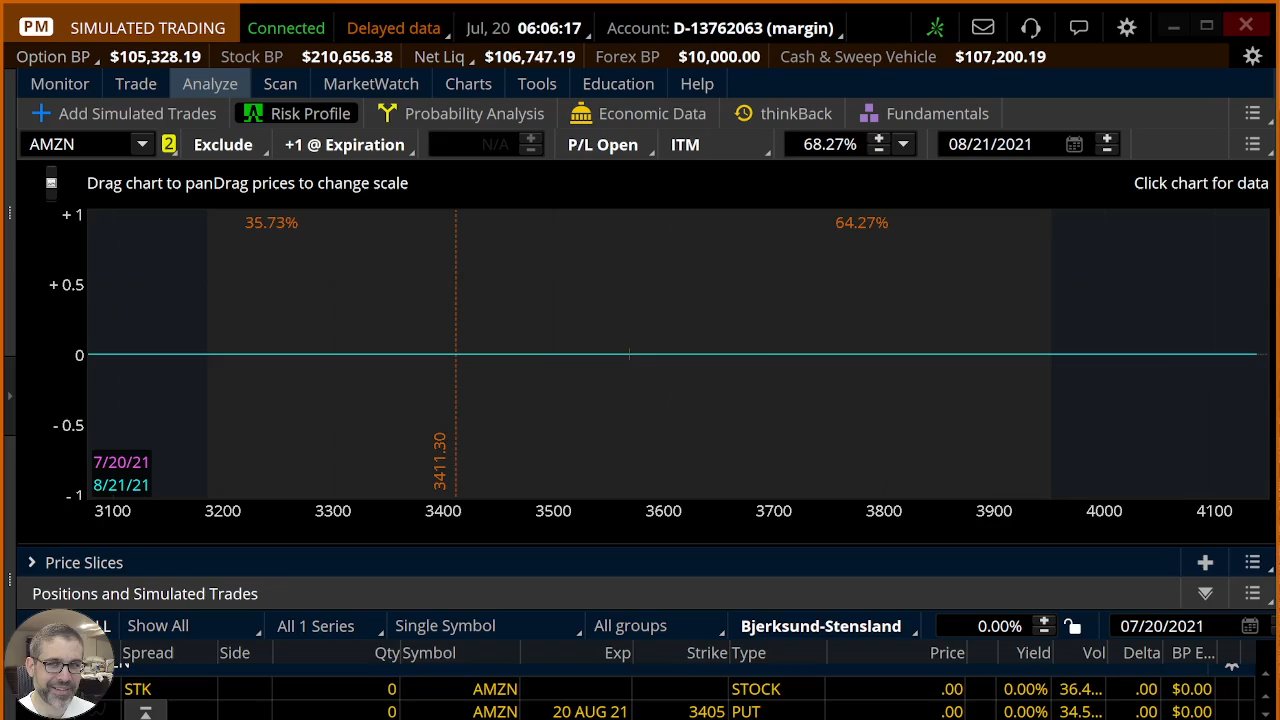 PM SIMULATED TRADING Connected Delayed data Jul, 20 06:06:17 Account: D-13762063 (margin)
Option BP $105,328.19 Stock BP $210,656.38 Net Liq $106,747.19 Forex BP $10,000.00 Cash & Sweep Vehicle $107,200.19
Monitor Trade Analyze Scan MarketWatch Charts Tools Education Help
Add Simulated Trades Risk Profile Probability Analysis Economic Data thinkBack Fundamentals
AMZN 2 Exclude +1 @ Expiration N/A P/L Open ITM 68.27% 08/21/2021
Drag chart to panDrag prices to change scale Click chart for data
+ 1 35.73% 64.27%
+ 0.5
0
- 0.5
3411.30
7/20/21
8/21/21
- 1
3100 3200 3300 3400 3500 3600 3700 3800 3900 4000 4100
Price Slices
Positions and Simulated Trades
Show All All 1 Series Single Symbol All groups Bjerksund-Stensland 0.00% 07/20/2021
Spread Side Qty Symbol Exp Strike Type Price Yield Vol Delta BP E...
STK 0 AMZN STOCK .00 0.00% 36.4... .00 $0.00
0 AMZN 20 AUG 21 3405 PUT .00 0.00% 34.5... .00 $0.00